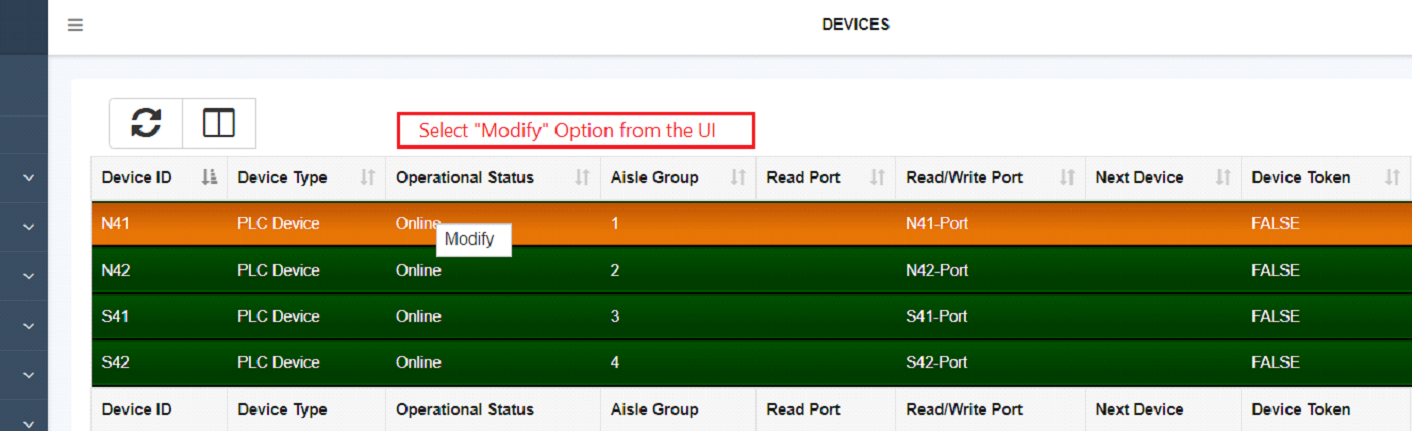 DEVICES
Select "Modify" Option from the UI
Device ID Device Type Operational Status Aisle Group Read Port Read/Write Port Next Device Device Token
N41 PLC Device Online 1 N41-Port FALSE
Modify
N42 PLC Device Online 2 N42-Port FALSE
S41 PLC Device Online 3 S41-Port FALSE
S42 PLC Device Online 4 S42-Port FALSE
Device ID Device Type Operational Status Aisle Group Read Port Read/Write Port Next Device Device Token